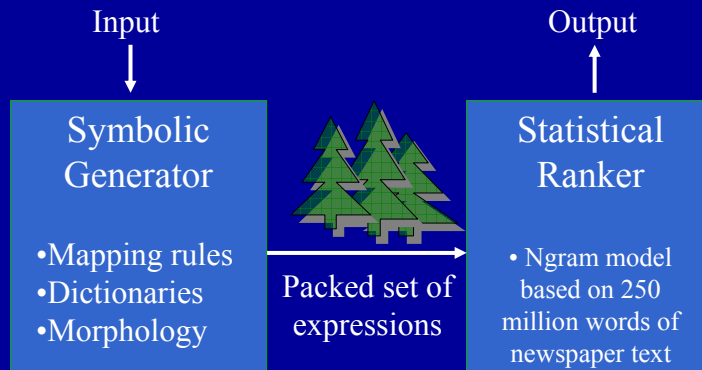 Input
Output
Symbolic
Generator
•Mapping rules
•Dictionaries
•Morphology
Packed set of
expressions
Statistical
Ranker
• Ngram model
based on 250
million words of
newspaper text